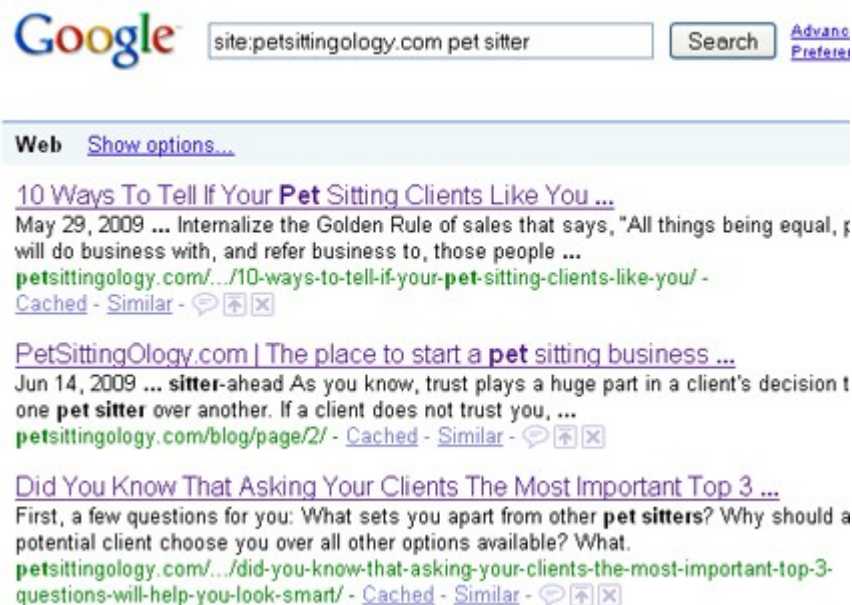 Google site:petsittingology.com pet sitter Search Advanc
Prefere
Web Show options...
10 Ways To Tell If Your Pet Sitting Clients Like You ...
May 29, 2009 ... Internalize the Golden Rule of sales that says, "All things being equal, p
will do business with, and refer business to, those people ...
petsittingology.com/.../10-ways-to-tell-if-your-pet-sitting-clients-like-you/ -
Cached - Similar -
PetSittingOlogy.com | The place to start a pet sitting business ...
Jun 14, 2009 ... sitter-ahead As you know, trust plays a huge part in a client's decision t
one pet sitter over another. If a client does not trust you, ...
petsittingology.com/blog/page/2/ - Cached - Similar -
Did You Know That Asking Your Clients The Most Important Top 3 ...
First, a few questions for you: What sets you apart from other pet sitters? Why should a
potential client choose you over all other options available? What.
petsittingology.com/.../did-you-know-that-asking-your-clients-the-most-important-top-3-
questions-will-help-you-look-smart/ - Cached - Similar -